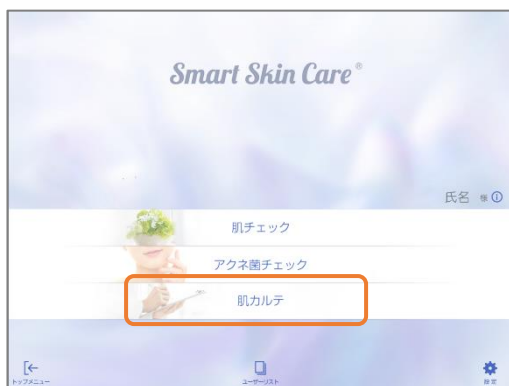 Smart Skin Care®
氏名 様
肌チェック
アクネ菌チェック
肌カルテ
トップメニュー
ユーザーリスト
設定